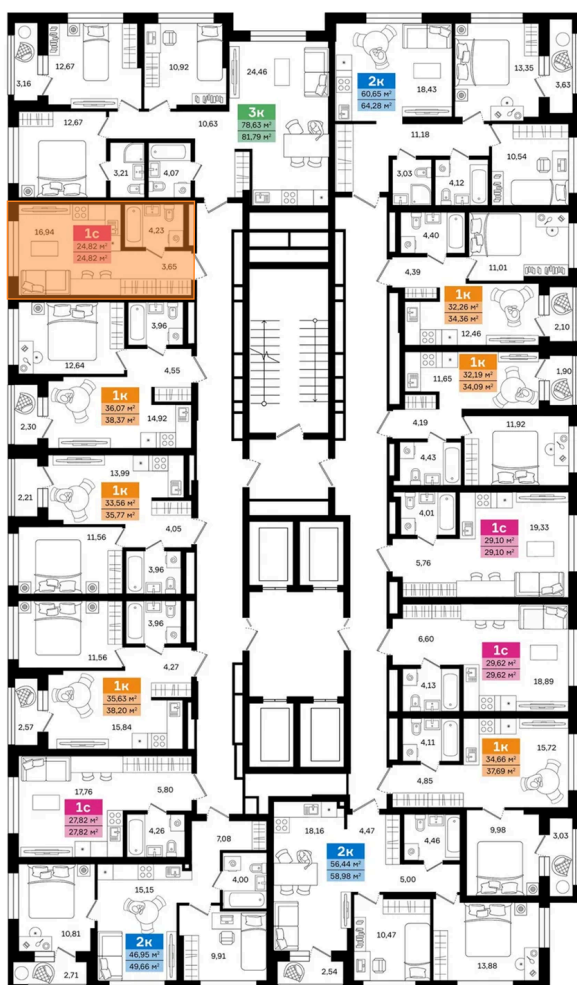 3,16
12,67
10,92
24,46
3к
78,63 м²
81,79 м²
12,67
10,63
3,21
4,07
2к
60,65 м²
64,28 м²
18,43
13,35
3,63
11,18
3,03
4,12
10,54
16,94
1с
24,82 м²
24,82 м²
4,23
3,65
4,40
4,39
11,01
1к
32,26 м²
34,36 м²
12,46
2,10
12,64
3,96
4,55
1к
36,07 м²
38,37 м²
14,92
2,30
11,65
1к
32,19 м²
34,09 м²
1,90
4,19
4,43
11,92
2,21
13,99
1к
33,56 м²
35,77 м²
4,05
11,56
3,96
4,01
1с
29,10 м²
29,10 м²
19,33
5,76
3,96
11,56
4,27
1к
35,63 м²
38,20 м²
2,57
15,84
6,60
1с
29,62 м²
29,62 м²
4,13
18,89
4,11
1к
34,66 м²
37,69 м²
15,72
4,85
17,76
5,80
1с
27,82 м²
27,82 м²
4,26
7,08
18,16
4,47
2к
56,44 м²
58,98 м²
4,46
5,00
9,98
3,03
4,00
15,15
10,81
2к
46,95 м²
49,66 м²
2,71
9,91
2,54
10,47
13,88